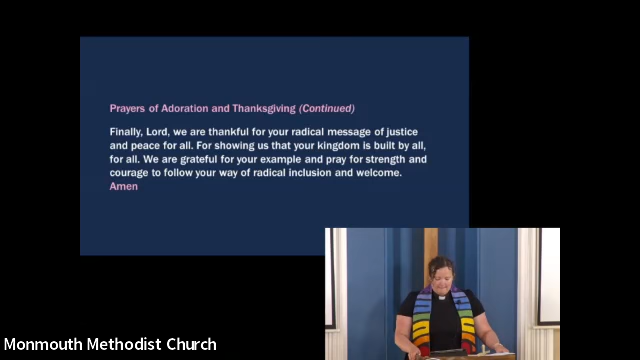 Prayers of Adoration and Thanksgiving (Continued)
Finally, Lord, we are thankful for your radical message of justice
and peace for all. For showing us that your kingdom is built by all,
for all. We are grateful for your example and pray for strength and
courage to follow your way of radical inclusion and welcome.
Amen
Monmouth Methodist Church